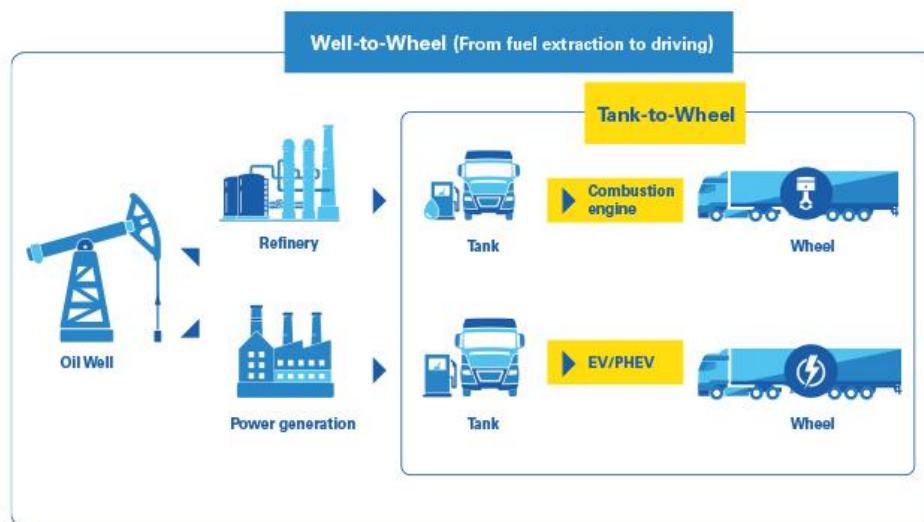 Well-to-Wheel (From fuel extraction to driving)
Tank-to-Wheel
Refinery
Tank
Combustion
engine
Wheel
Oil Well
Power generation
Tank
EV/PHEV
Wheel